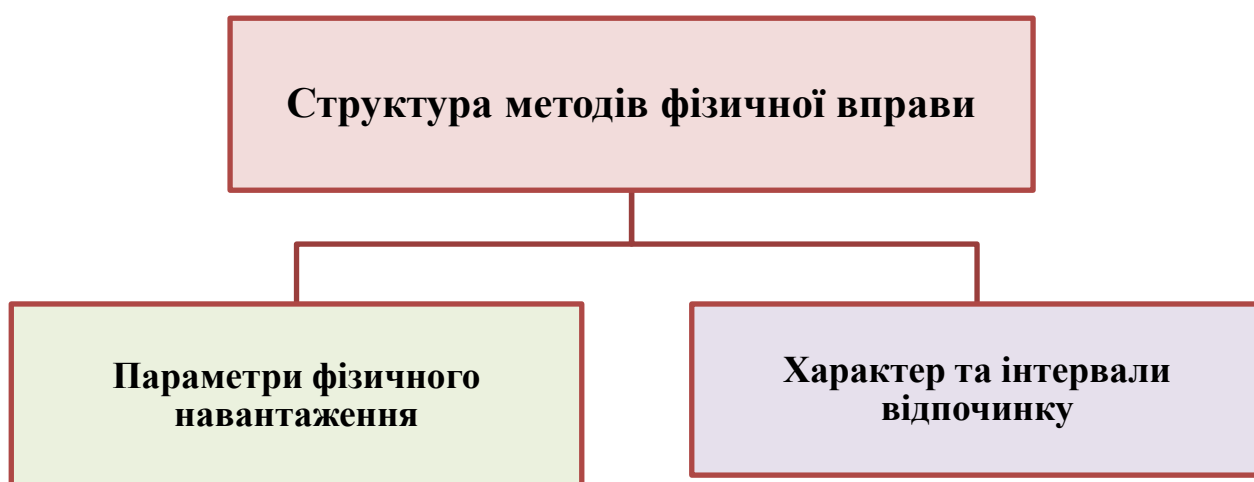 Структура методів фізичної вправи
Параметри фізичного
навантаження
Характер та інтервали
відпочинку